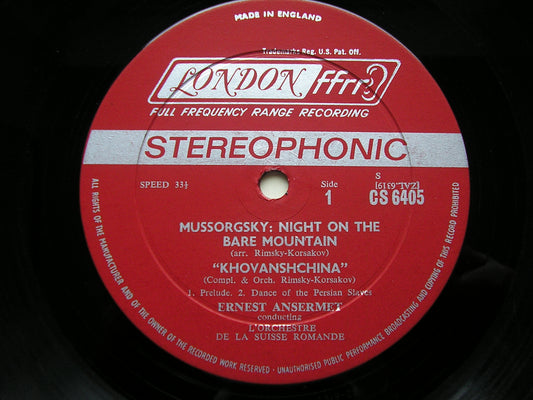 MADE IN ENGLAND
Trademarks Reg. U.S. Pat. Off.
LONDON ffrr
FULL FREQUENCY RANGE RECORDING
STEREOPHONIC
SPEED 33⅓
Side
1
S
[ZAL.6319]
CS 6405
MUSSORGSKY: NIGHT ON THE
BARE MOUNTAIN
(arr. Rimsky-Korsakov)
"KHOVANSHCHINA"
(Compl. & Orch. Rimsky-Korsakov)
1. Prelude. 2. Dance of the Persian Slaves
ERNEST ANSERMET
conducting
L'ORCHESTRE
DE LA SUISSE ROMANDE
ALL RIGHTS OF THE MANUFACTURER AND OF THE OWNER OF THE RECORDED WORK RESERVED - UNAUTHORISED PUBLIC PERFORMANCE BROADCASTING AND COPYING OF THIS RECORD PROHIBITED